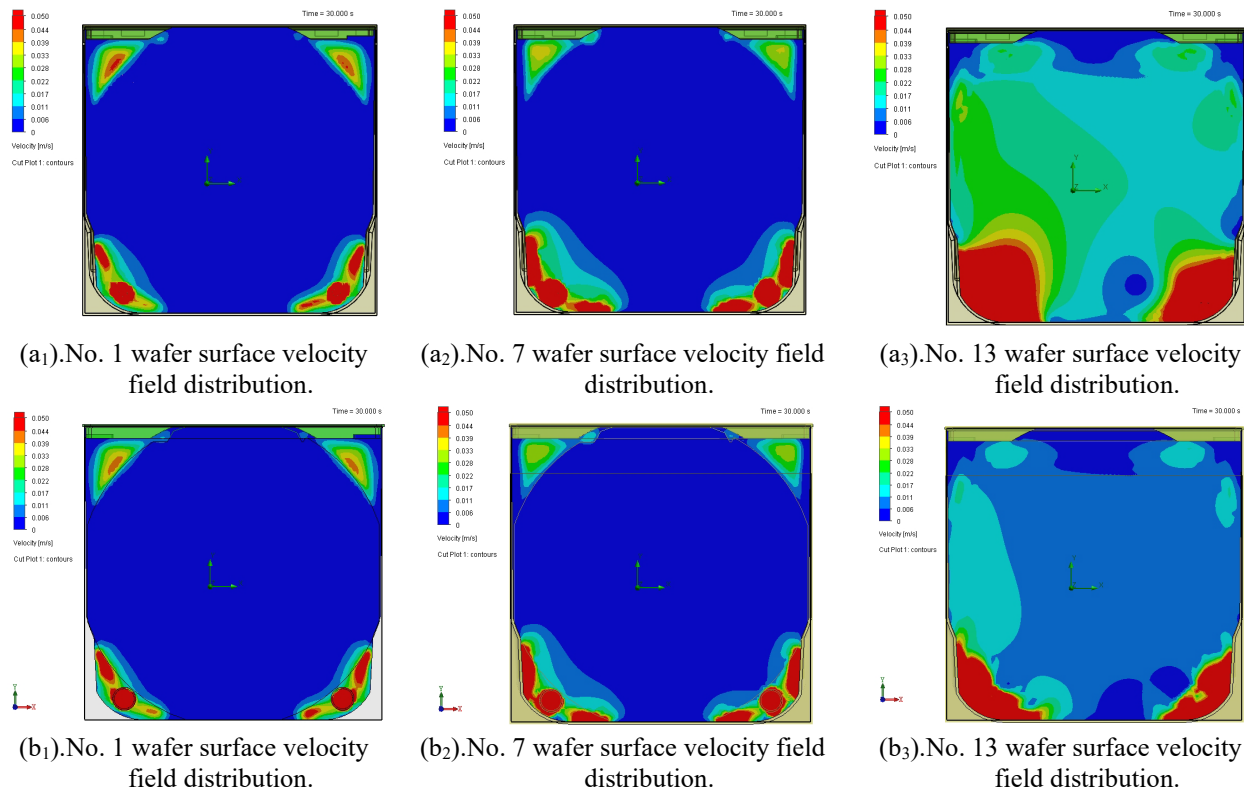 Time = 30.000 s
0.050
0.044
0.039
0.033
0.028
0.022
0.017
0.011
0.006
0
Velocity [m/s]
Cut Plot 1: contours
Y
Time = 30.000 s
0.050
0.044
0.039
0.033
0.028
0.022
0.017
0.011
0.006
0
Velocity [m/s]
Cut Plot 1: contours
Time = 30.000 s
0.050
0.044
0.039
0.033
0.028
0.022
0.017
0.011
0.006
0
Velocity [m/s]
Cut Plot 1: contours
Y
Z
X
(a₁).No. 1 wafer surface velocity
field distribution.
(a₂).No. 7 wafer surface velocity field
distribution.
(a₃).No. 13 wafer surface velocity
field distribution.
Time = 30.000 s
0.050
0.044
0.039
0.033
0.028
0.022
0.017
0.011
0.006
0
Velocity [m/s]
Cut Plot 1: contours
Y
X
Time = 30.000 s
0.050
0.044
0.039
0.033
0.028
0.022
0.017
0.011
0.006
0
Velocity [m/s]
Cut Plot 1: contours
Y
X
Time = 30.000 s
0.050
0.044
0.039
0.033
0.028
0.022
0.017
0.011
0.006
0
Velocity [m/s]
Cut Plot 1: contours
Y
Z
X
Y
X
(b₁).No. 1 wafer surface velocity
field distribution.
(b₂).No. 7 wafer surface velocity field
distribution.
(b₃).No. 13 wafer surface velocity
field distribution.